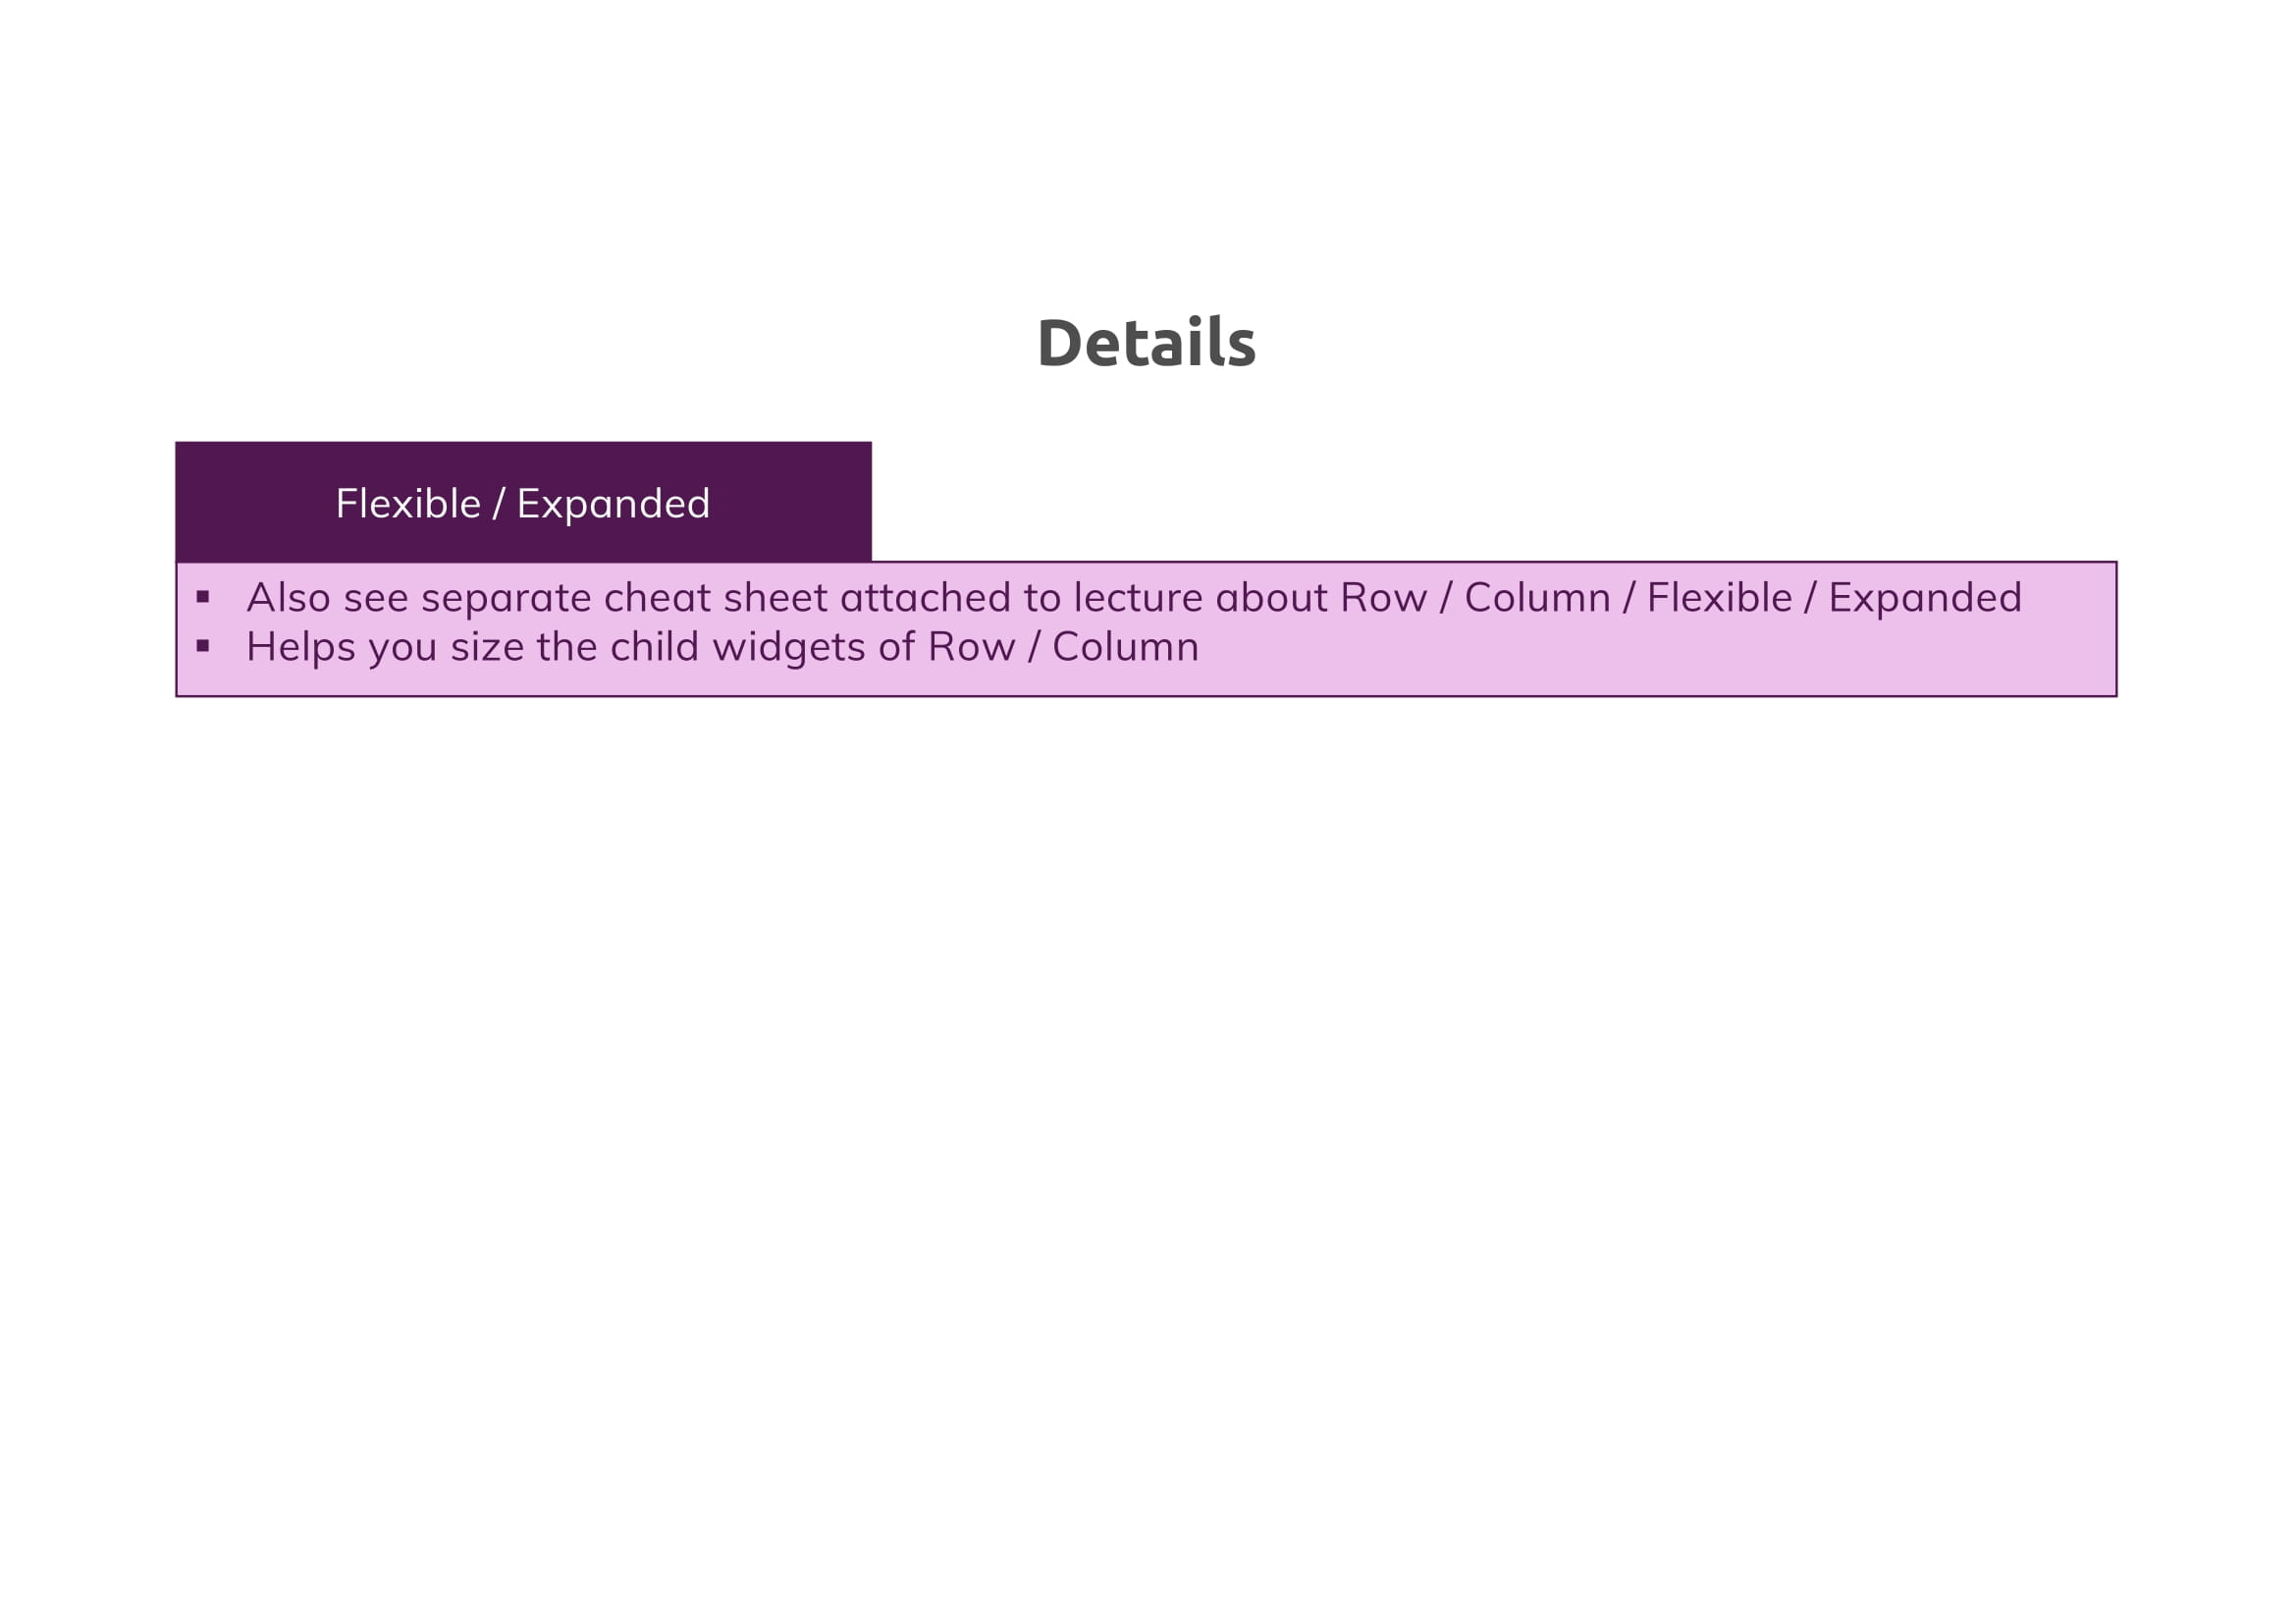 Details
Flexible / Expanded
▪ Also see separate cheat sheet attached to lecture about Row / Column / Flexible / Expanded
▪ Helps you size the child widgets of Row / Column